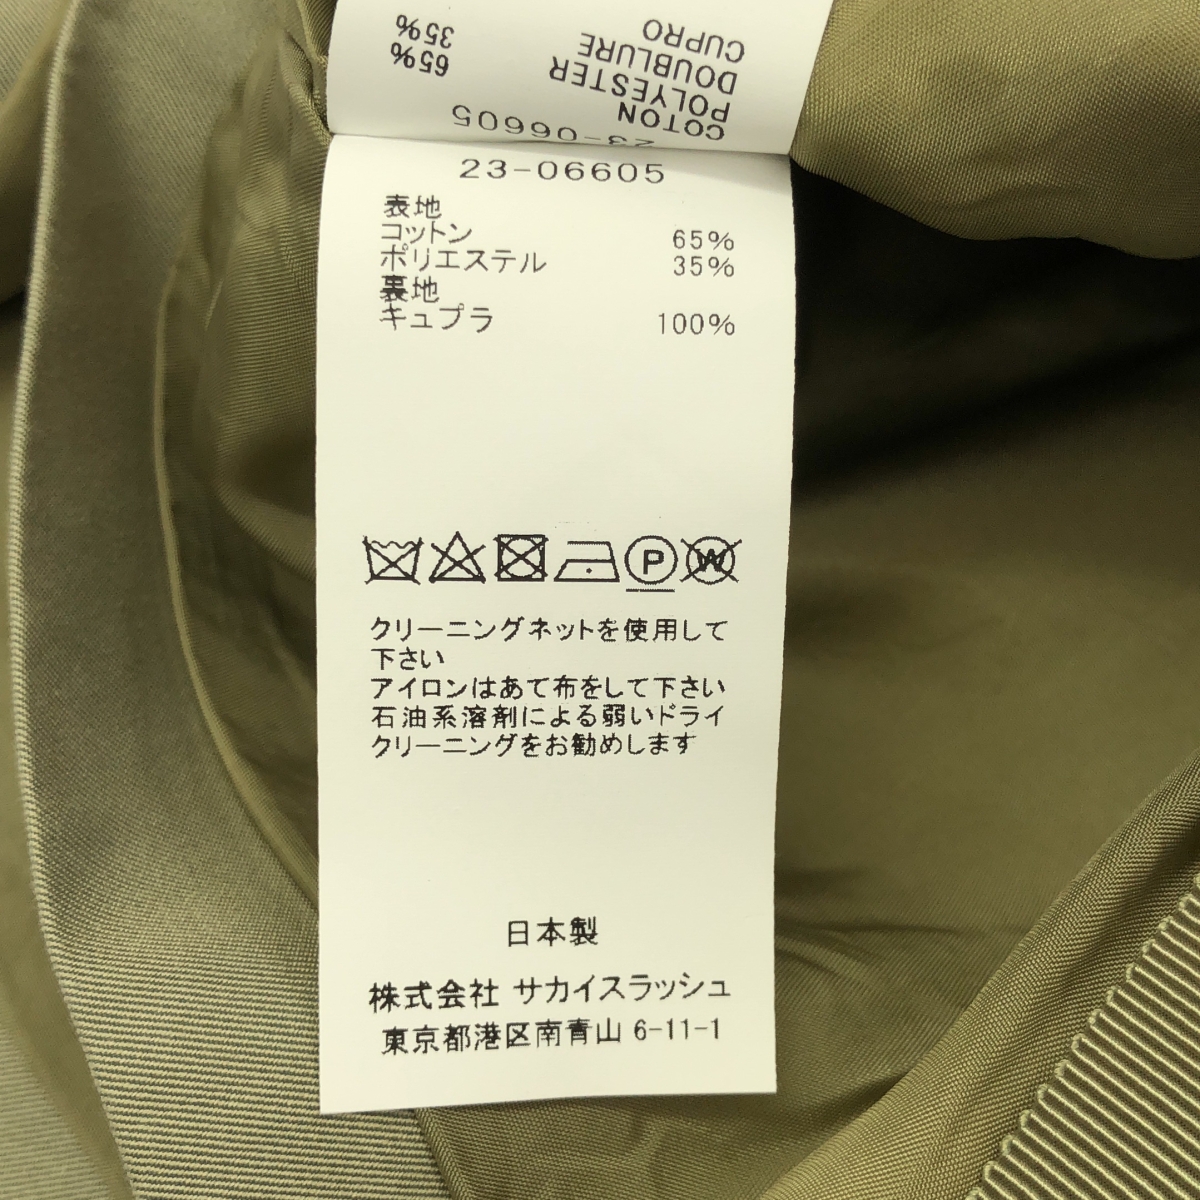 CUPRO
DOUBLURE
POLYESTER 35%
COTON 65%
23-06605
23-06605
表地
コットン 65%
ポリエステル 35%
裏地
キュプラ 100%
P W
クリーニングネットを使用して
下さい
アイロンはあて布をして下さい
石油系溶剤による弱いドライ
クリーニングをお勧めします
日本製
株式会社 サカイスラッシュ
東京都港区南青山 6-11-1